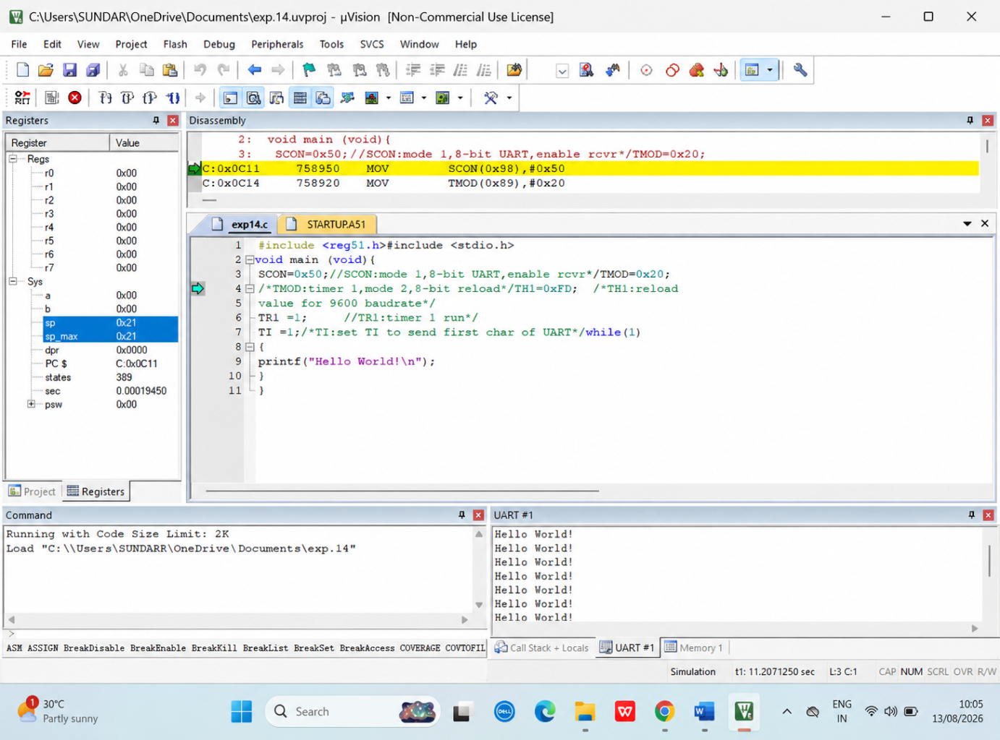 C:\Users\SUNDAR\OneDrive\Documents\exp.14.uvproj - µVision [Non-Commercial Use License]
File Edit View Project Flash Debug Peripherals Tools SVCS Window Help
Registers
Register Value
Regs
r0 0x00
r1 0x00
r2 0x00
r3 0x00
r4 0x00
r5 0x00
r6 0x00
r7 0x00
Sys
a 0x00
b 0x00
sp 0x21
sp_max 0x21
dpr 0x0000
PC $ C:0x0C11
states 389
sec 0.00019450
psw 0x00
Project Registers
Disassembly
2: void main (void){
3: SCON=0x50;//SCON:mode 1,8-bit UART,enable rcvr*/TMOD=0x20;
C:0x0C11 758950 MOV SCON(0x98),#0x50
C:0x0C14 758920 MOV TMOD(0x89),#0x20
exp14.c STARTUP.A51
1 #include <reg51.h>#include <stdio.h>
2 void main (void){
3 SCON=0x50;//SCON:mode 1,8-bit UART,enable rcvr*/TMOD=0x20;
4 /*TMOD:timer 1,mode 2,8-bit reload*/TH1=0xFD; /*TH1:reload
5 value for 9600 baudrate*/
6 TR1 =1; //TR1:timer 1 run*/
7 TI =1;/*TI:set TI to send first char of UART*/while(1)
8 {
9 printf("Hello World!\n");
10 }
11 }
Command
Running with Code Size Limit: 2K
Load "C:\\Users\SUNDARR\OneDrive\Documents\exp.14"
>
ASM ASSIGN BreakDisable BreakEnable BreakKill BreakList BreakSet BreakAccess COVERAGE COVTOFIL
UART #1
Hello World!
Hello World!
Hello World!
Hello World!
Hello World!
Hello World!
Hello World!
Call Stack + Locals UART #1 Memory 1
Simulation t1: 11.2071250 sec L:3 C:1 CAP NUM SCRL OVR R/W
1
30°C
Partly sunny
Search
DELL
ENG
IN
10:05
13/08/2026